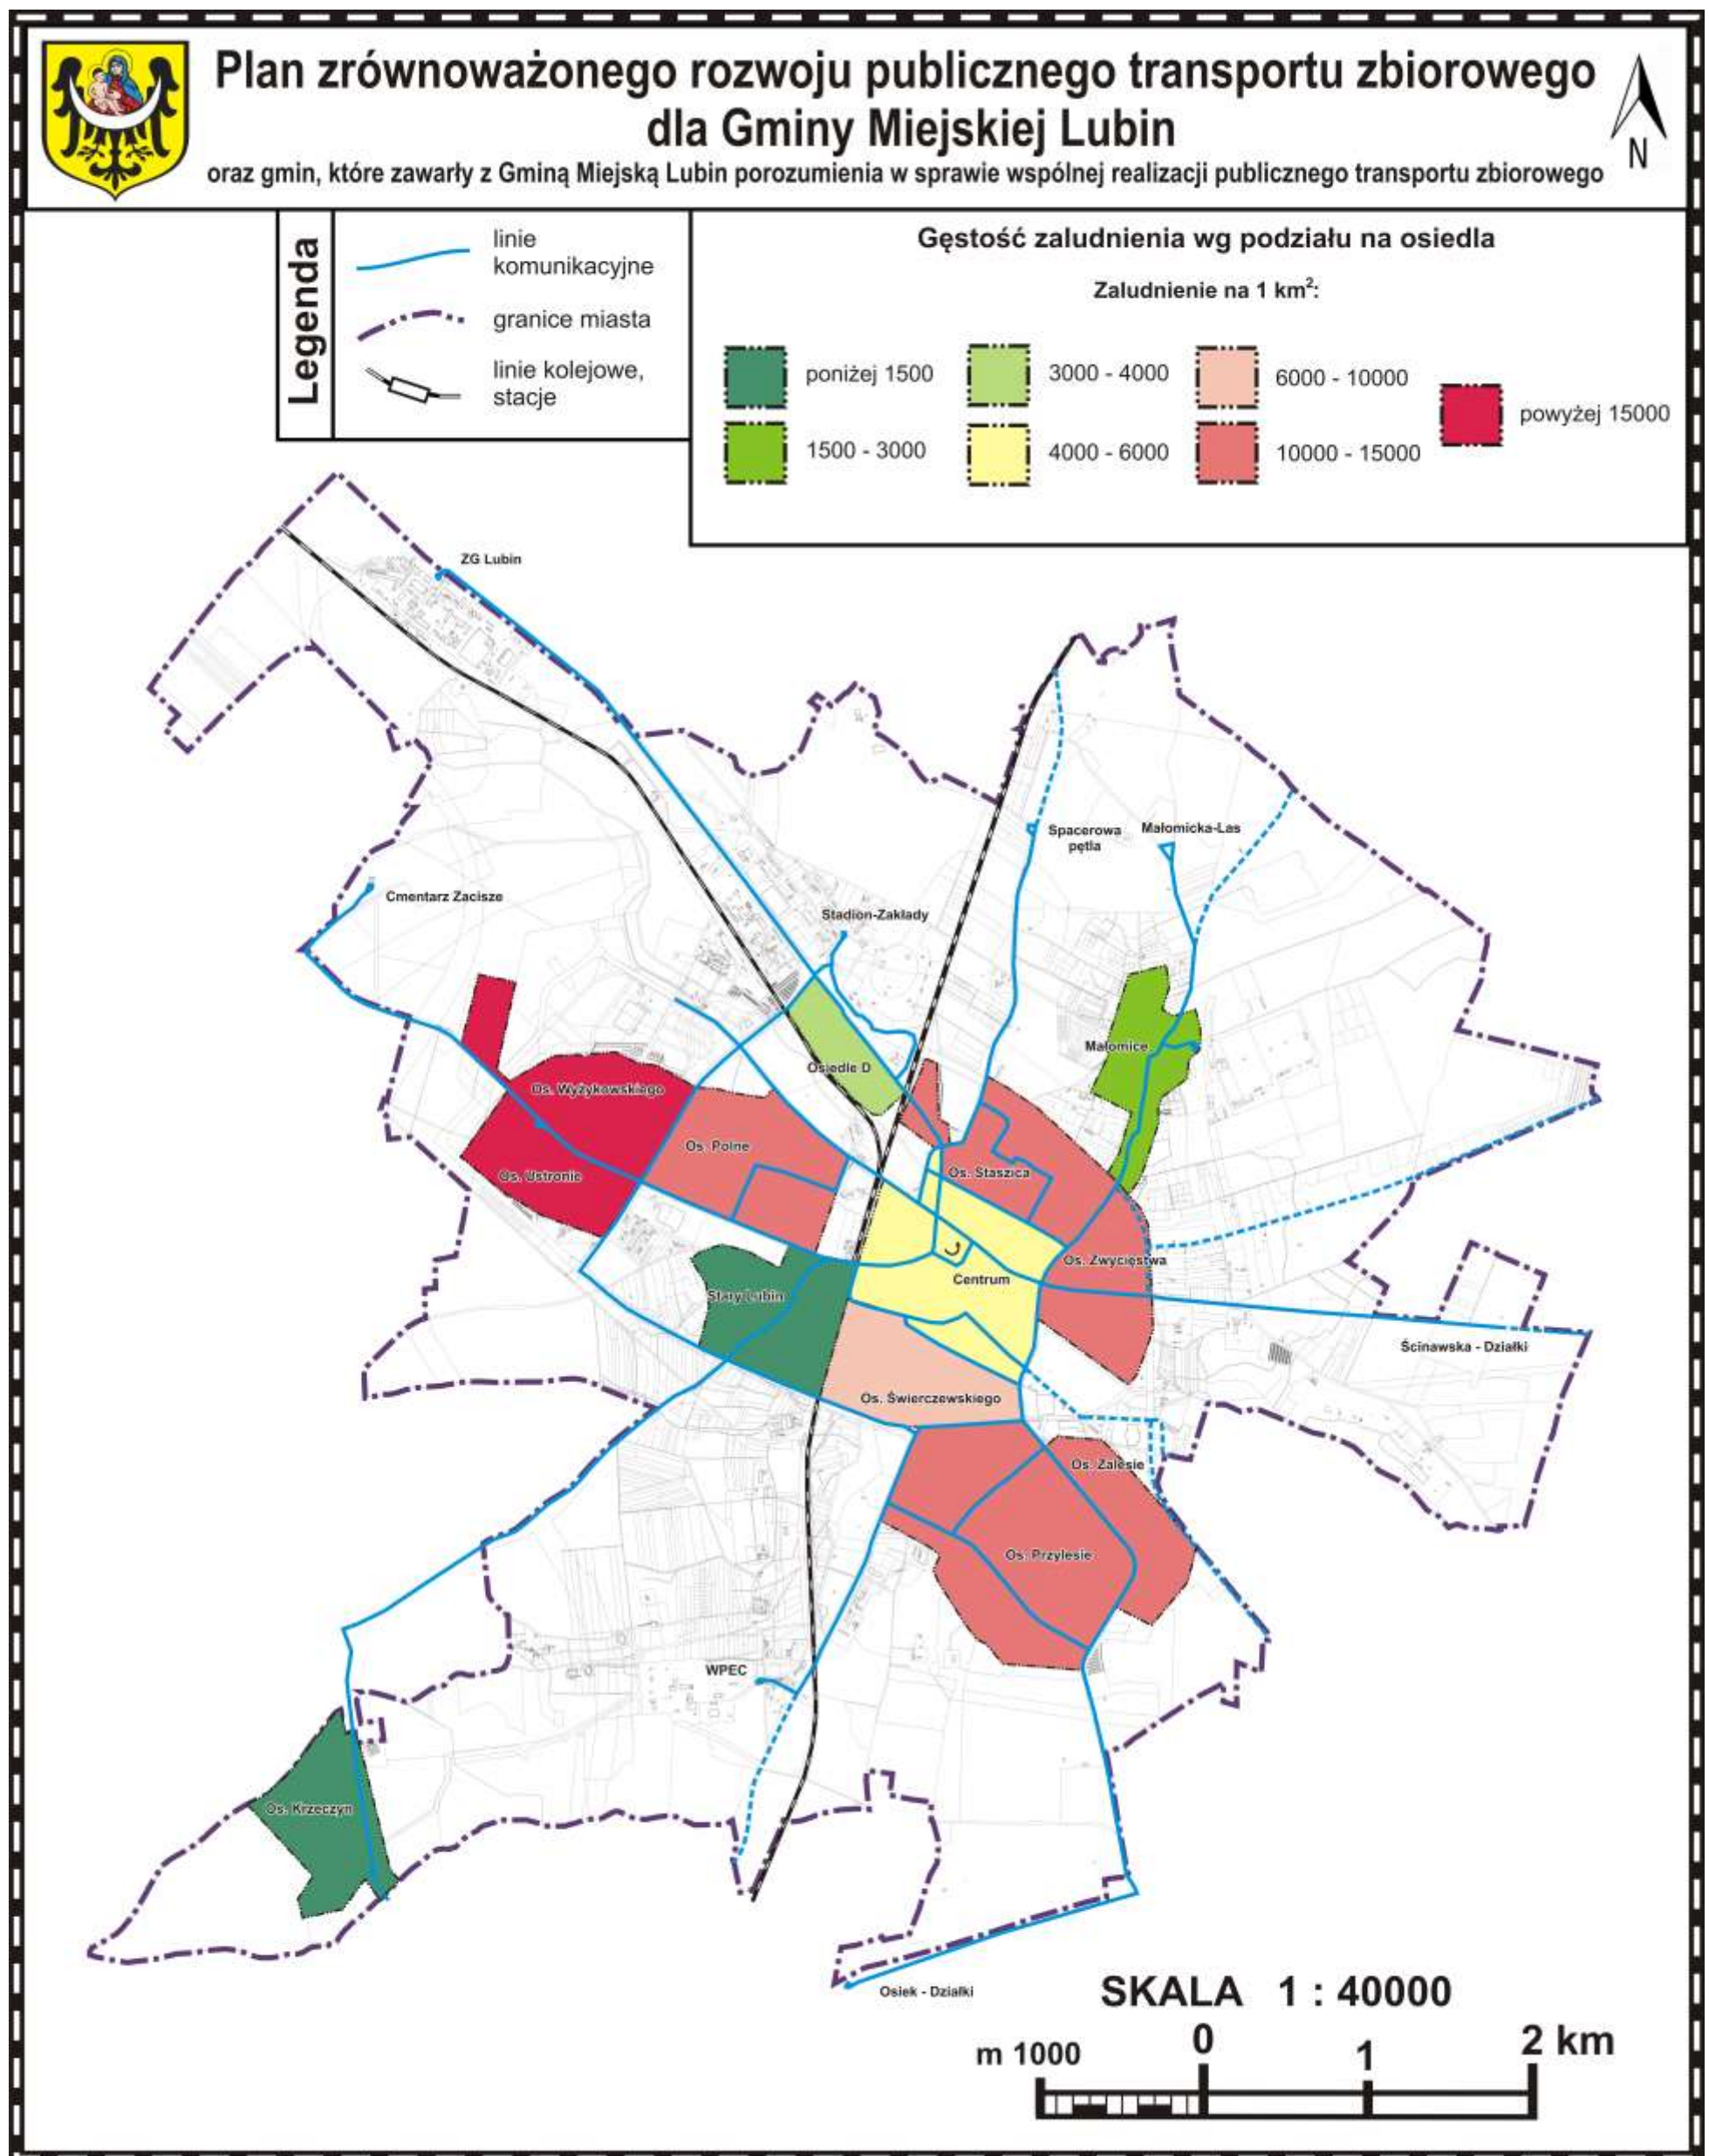 Plan zrównoważonego rozwoju publicznego transportu zbiorowego
dla Gminy Miejskiej Lubin
oraz gmin, które zawarły z Gminą Miejską Lubin porozumienia w sprawie wspólnej realizacji publicznego transportu zbiorowego
N
Legenda
linie
komunikacyjne
granice miasta
linie kolejowe,
stacje
Gęstość zaludnienia wg podziału na osiedla
Zaludnienie na 1 km²:
poniżej 1500
3000 - 4000
6000 - 10000
powyżej 15000
1500 - 3000
4000 - 6000
10000 - 15000
ZG Lubin
Spacerowa
pętla
Małomicka-Las
Cmentarz Zacisze
Stadion-Zakłady
Małomice
Osiedle D
Os. Wyżykowskiego
Os. Polne
Os. Staszica
Os. Ustronie
Os. Zwycięstwa
Centrum
Stary Lubin
Ścinawska - Działki
Os. Świerczewskiego
Os. Zalesie
Os. Przylesie
WPEC
Os. Krzeczyn
Osiek - Działki
SKALA 1 : 40000
m 1000 0 1 2 km